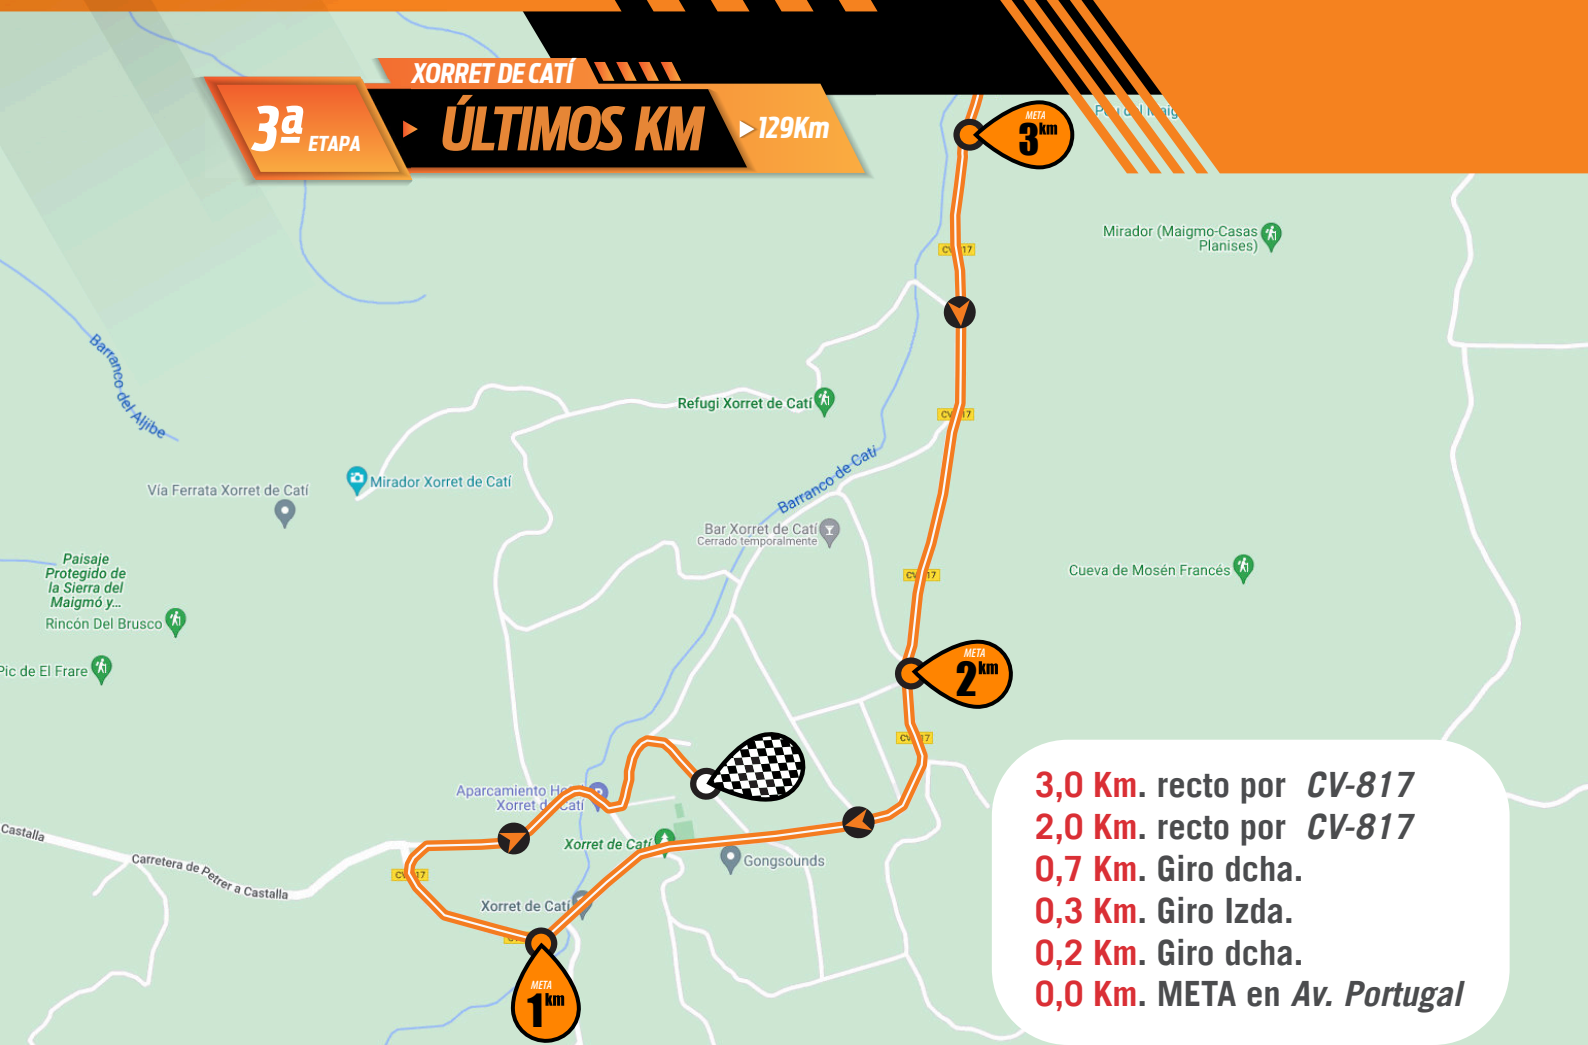 XORRET DE CATÍ
3ª ETAPA
ÚLTIMOS KM
129Km
META
3km
Mirador (Maigmo-Casas
Planises)
Barranco del Aljibe
Refugi Xorret de Catí
Barranco de Catí
Mirador Xorret de Catí
Vía Ferrata Xorret de Catí
Bar Xorret de Catí
Cerrado temporalmente
Paisaje
Protegido de
la Sierra del
Maigmó y...
Rincón Del Brusco
Pic de El Frare
Cueva de Mosén Francés
META
2km
Aparcamiento
Xorret de Catí
Castalla
Carretera de Petrer a Castalla
Xorret de Catí
Gongsounds
Xorret de Catí
META
1km
3,0 Km. recto por CV-817
2,0 Km. recto por CV-817
0,7 Km. Giro dcha.
0,3 Km. Giro Izda.
0,2 Km. Giro dcha.
0,0 Km. META en Av. Portugal